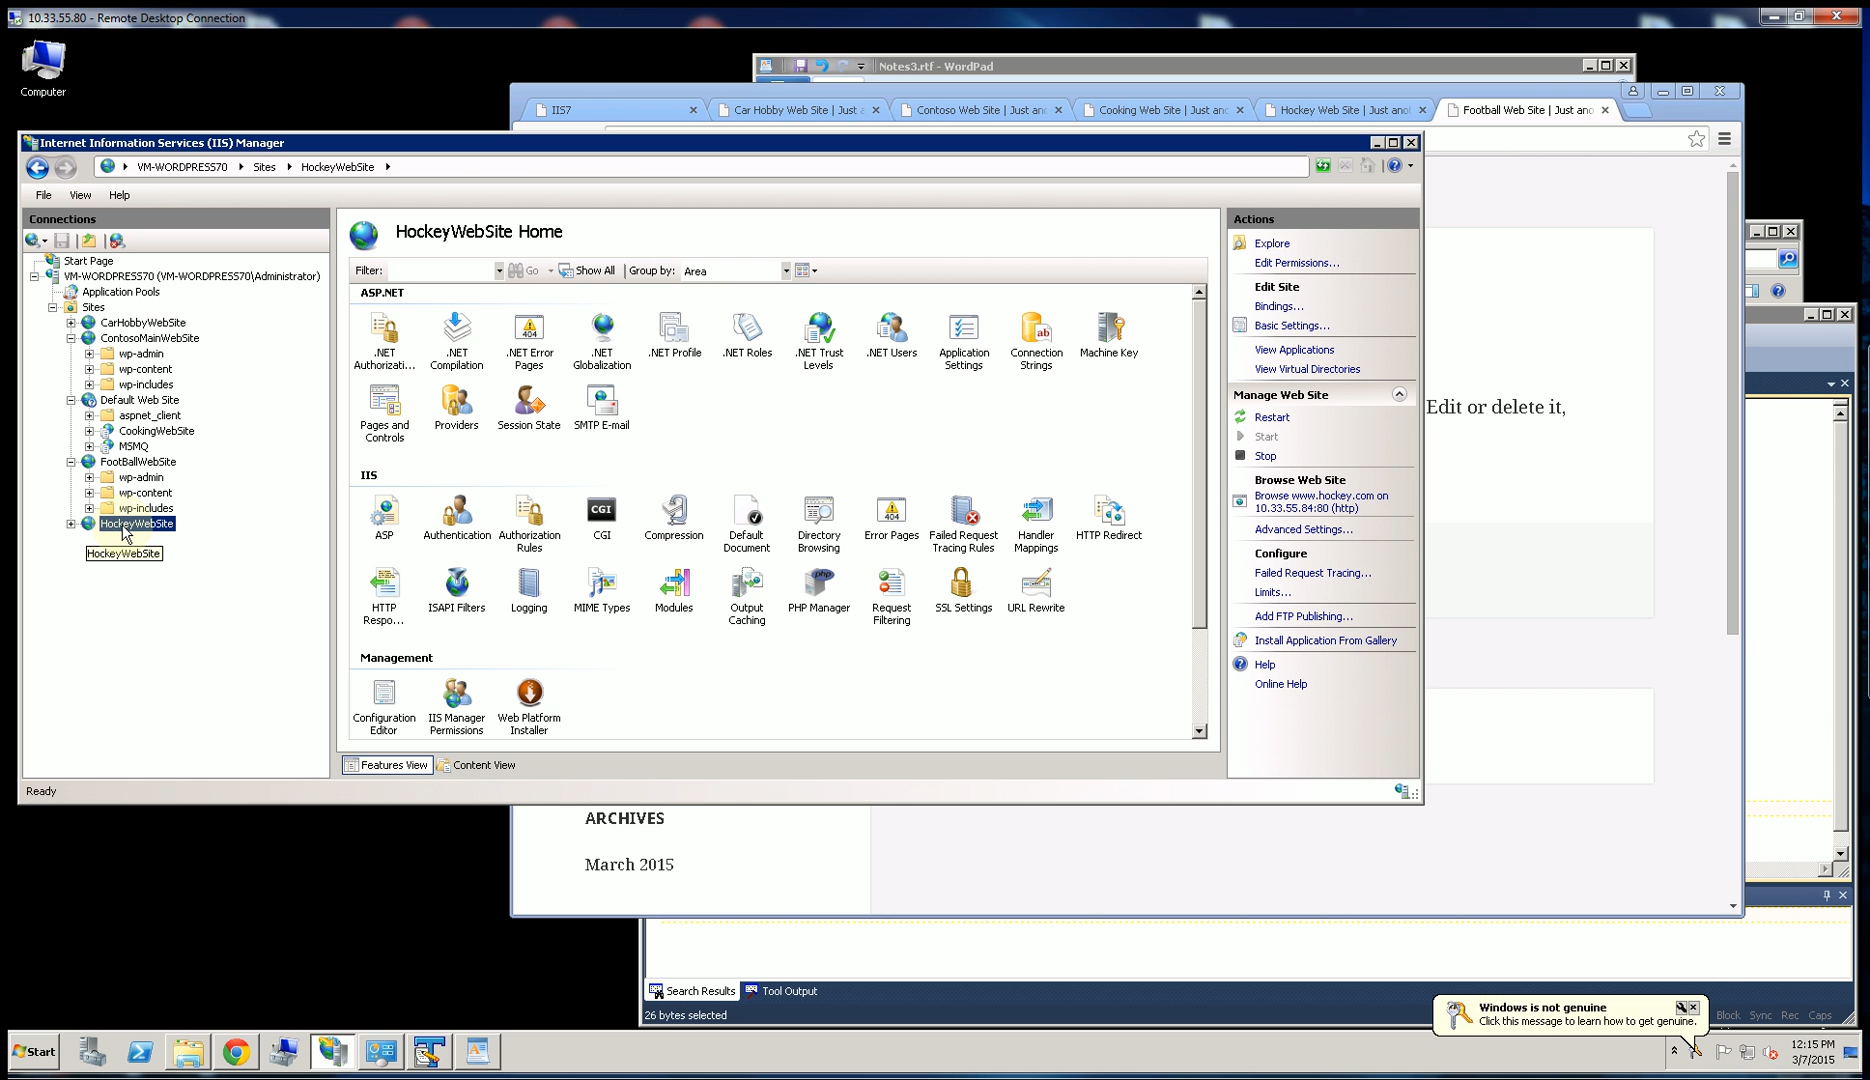 10.33.55.80 - Remote Desktop Connection
Computer
Notes3.rtf - WordPad
IIS7
Car Hobby Web Site | Just a
Contoso Web Site | Just an
Cooking Web Site | Just an
Hockey Web Site | Just anot
Football Web Site | Just ano
Internet Information Services (IIS) Manager
VM-WORDPRESS70
Sites
HockeyWebSite
File
View
Help
Connections
Start Page
VM-WORDPRESS70 (VM-WORDPRESS70\Administrator)
Application Pools
Sites
CarHobbyWebSite
ContosoMainWebSite
wp-admin
wp-content
wp-includes
Default Web Site
aspnet_client
CookingWebSite
MSMQ
FootBallWebSite
wp-admin
wp-content
wp-includes
HockeyWebSite
HockeyWebSite
HockeyWebSite Home
Filter:
Go
Show All
Group by:
Area
ASP.NET
.NET
Authorizati...
.NET
Compilation
.NET Error
Pages
.NET
Globalization
.NET Profile
.NET Roles
.NET Trust
Levels
.NET Users
Application
Settings
Connection
Strings
Machine Key
Pages and
Controls
Providers
Session State
SMTP E-mail
IIS
ASP
Authentication
Authorization
Rules
CGI
CGI
Compression
Default
Document
Directory
Browsing
Error Pages
Failed Request
Tracing Rules
Handler
Mappings
HTTP Redirect
HTTP
Respo...
ISAPI Filters
Logging
MIME Types
Modules
Output
Caching
PHP Manager
Request
Filtering
SSL Settings
URL Rewrite
Management
Configuration
Editor
IIS Manager
Permissions
Web Platform
Installer
Features View
Content View
Ready
Actions
Explore
Edit Permissions...
Edit Site
Bindings...
Basic Settings...
View Applications
View Virtual Directories
Manage Web Site
Restart
Start
Stop
Browse Web Site
Browse www.hockey.com on
10.33.55.84:80 (http)
Advanced Settings...
Configure
Failed Request Tracing...
Limits...
Add FTP Publishing...
Install Application From Gallery
Help
Online Help
Edit or delete it,
ARCHIVES
March 2015
Search Results
Tool Output
26 bytes selected
Block
Sync
Rec
Caps
Windows is not genuine
Click this message to learn how to get genuine.
Start
12:15 PM
3/7/2015